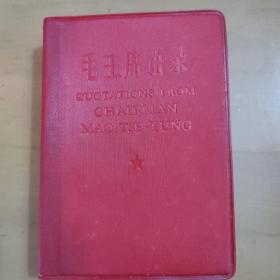 毛主席语录
QUOTATIONS FROM
CHAIRMAN
MAO TSE-TUNG